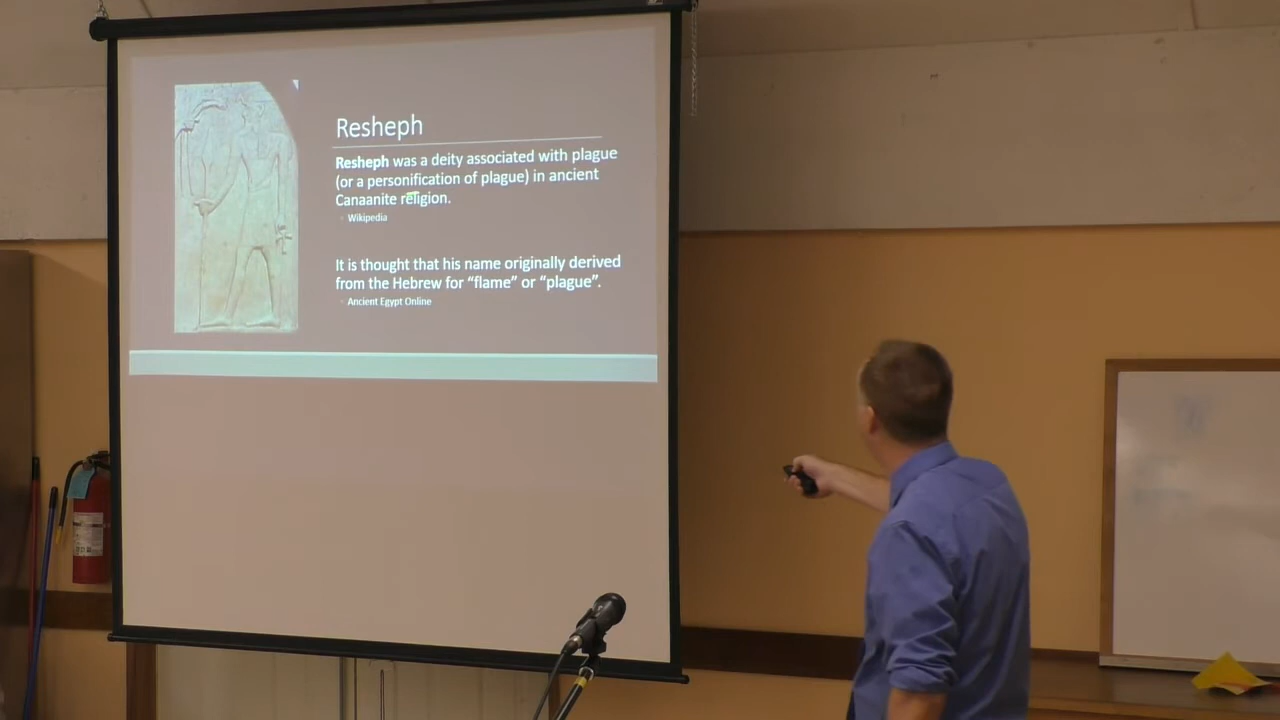 Resheph
Resheph was a deity associated with plague
(or a personification of plague) in ancient
Canaanite religion.
Wikipedia
It is thought that his name originally derived
from the Hebrew for “flame” or “plague”.
Ancient Egypt Online